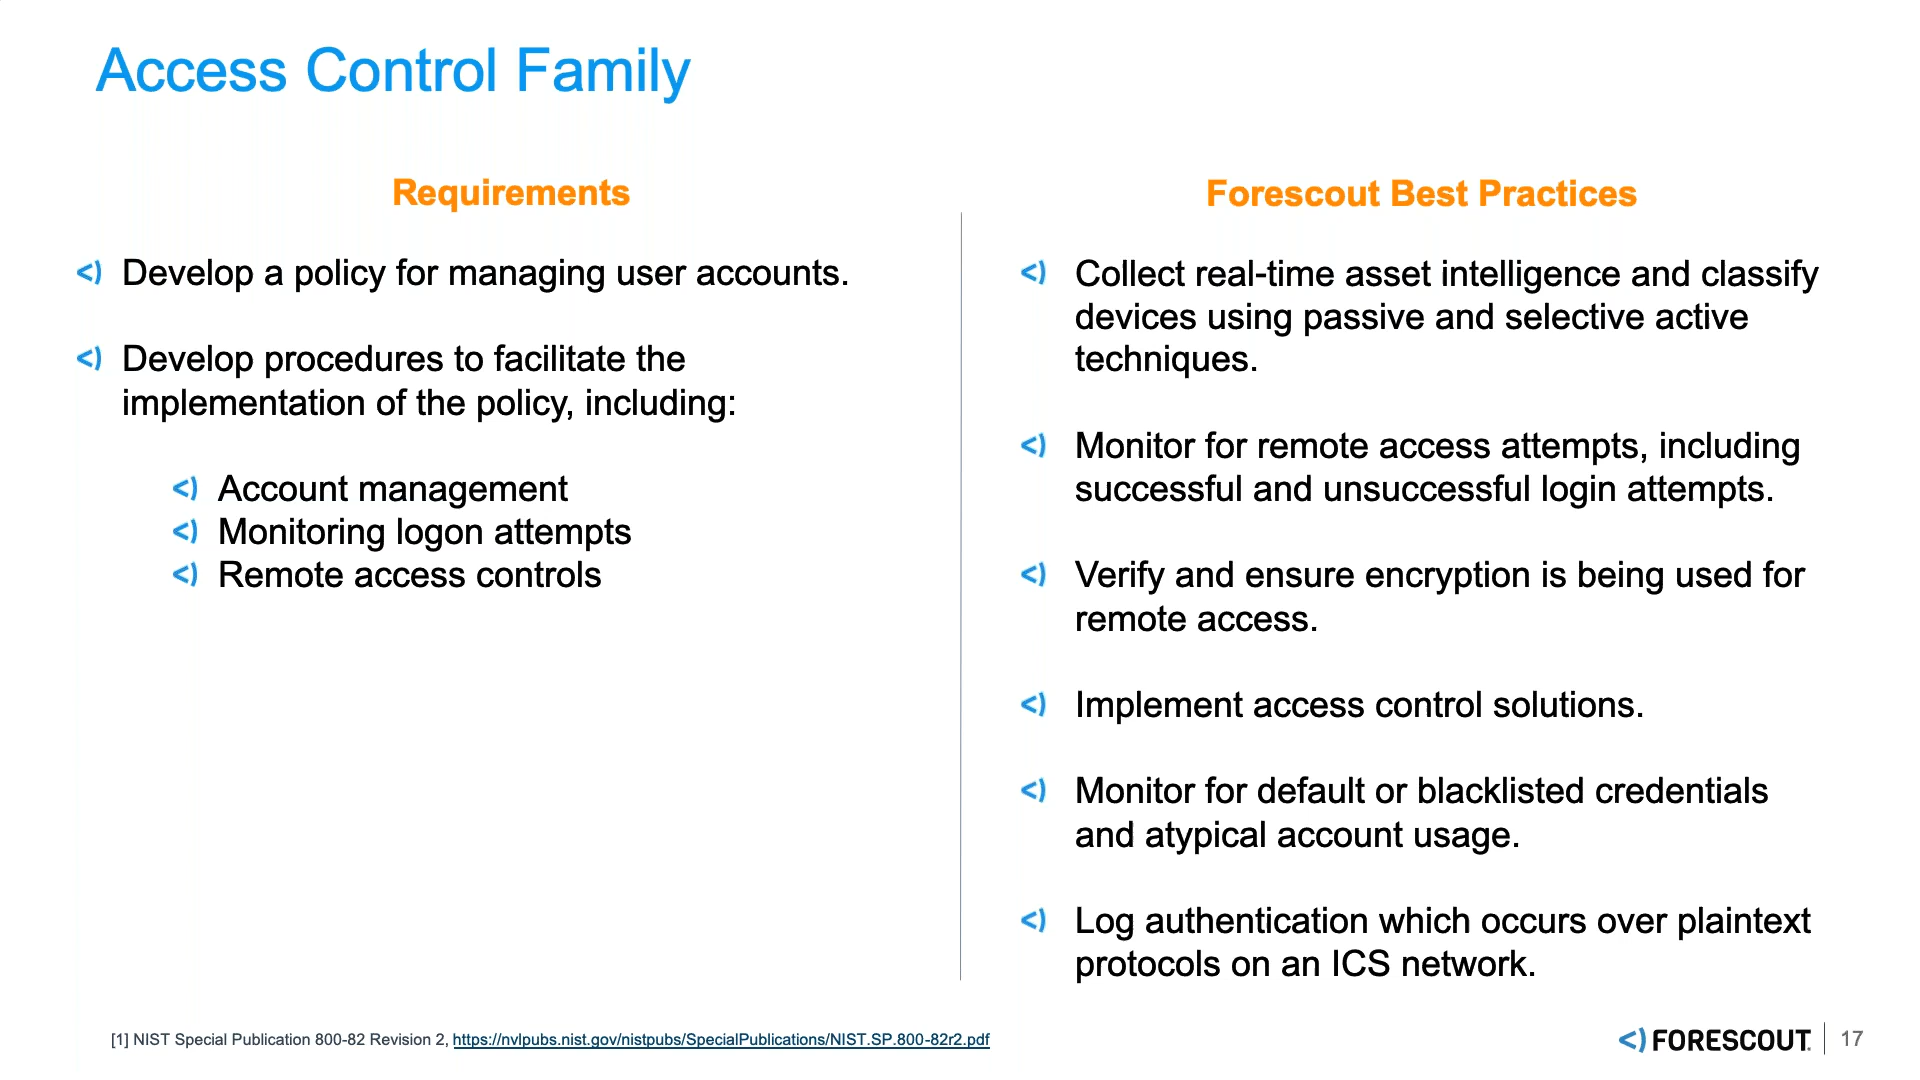 Access Control Family
Requirements
Develop a policy for managing user accounts.
Develop procedures to facilitate the
implementation of the policy, including:
Account management
Monitoring logon attempts
Remote access controls
Forescout Best Practices
Collect real-time asset intelligence and classify
devices using passive and selective active
techniques.
Monitor for remote access attempts, including
successful and unsuccessful login attempts.
Verify and ensure encryption is being used for
remote access.
Implement access control solutions.
Monitor for default or blacklisted credentials
and atypical account usage.
Log authentication which occurs over plaintext
protocols on an ICS network.
[1] NIST Special Publication 800-82 Revision 2, https://nvlpubs.nist.gov/nistpubs/SpecialPublications/NIST.SP.800-82r2.pdf
FORESCOUT. 17